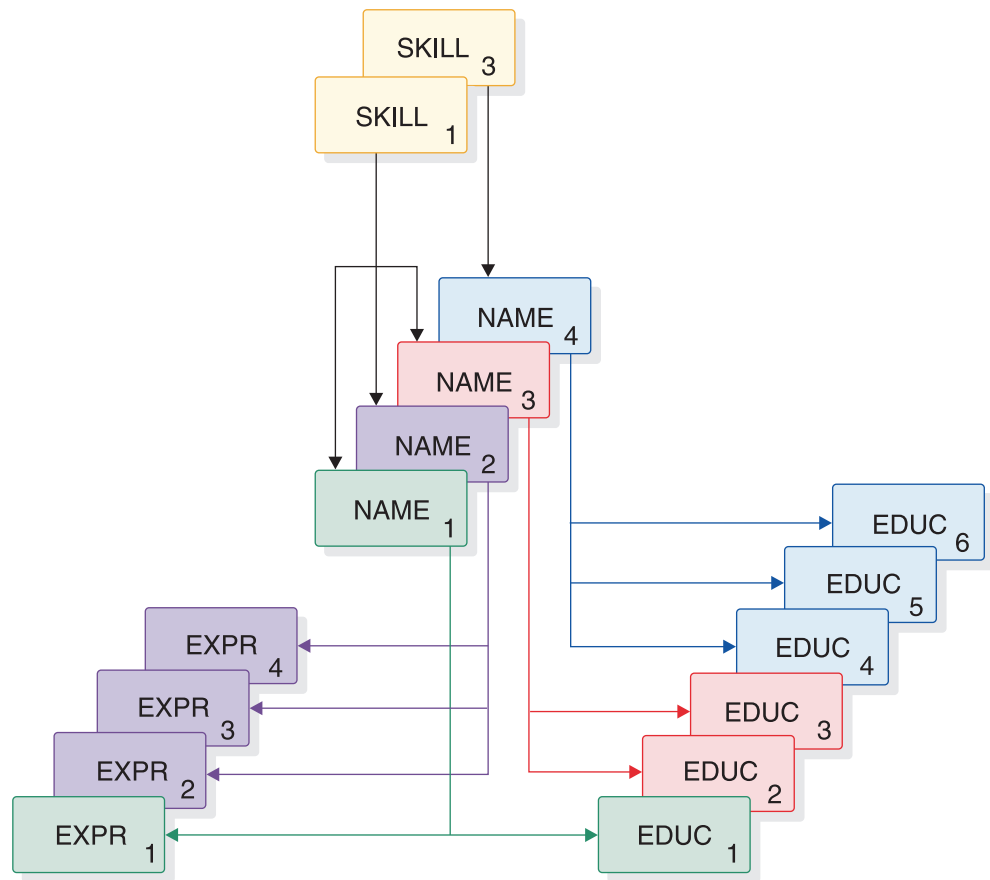 SKILL 3
SKILL 1
NAME 4
NAME 3
NAME 2
NAME 1
EXPR 4
EXPR 3
EXPR 2
EXPR 1
EDUC 6
EDUC 5
EDUC 4
EDUC 3
EDUC 2
EDUC 1